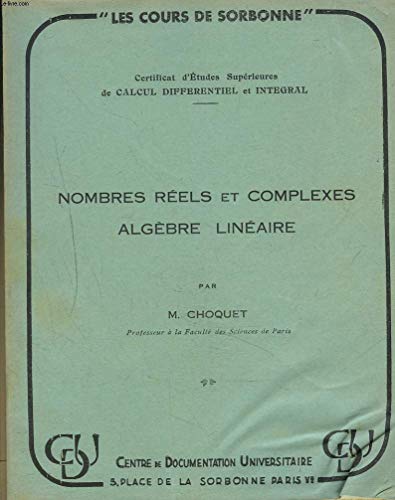 "LES COURS DE SORBONNE"
Certificat d'Études Supérieures
de CALCUL DIFFERENTIEL et INTEGRAL
NOMBRES RÉELS ET COMPLEXES
ALGÈBRE LINÉAIRE
PAR
M. CHOQUET
Professeur à la Faculté des Sciences de Paris
CDU
CDU
CENTRE DE DOCUMENTATION UNIVERSITAIRE
5, PLACE DE LA SORBONNE PARIS Ve